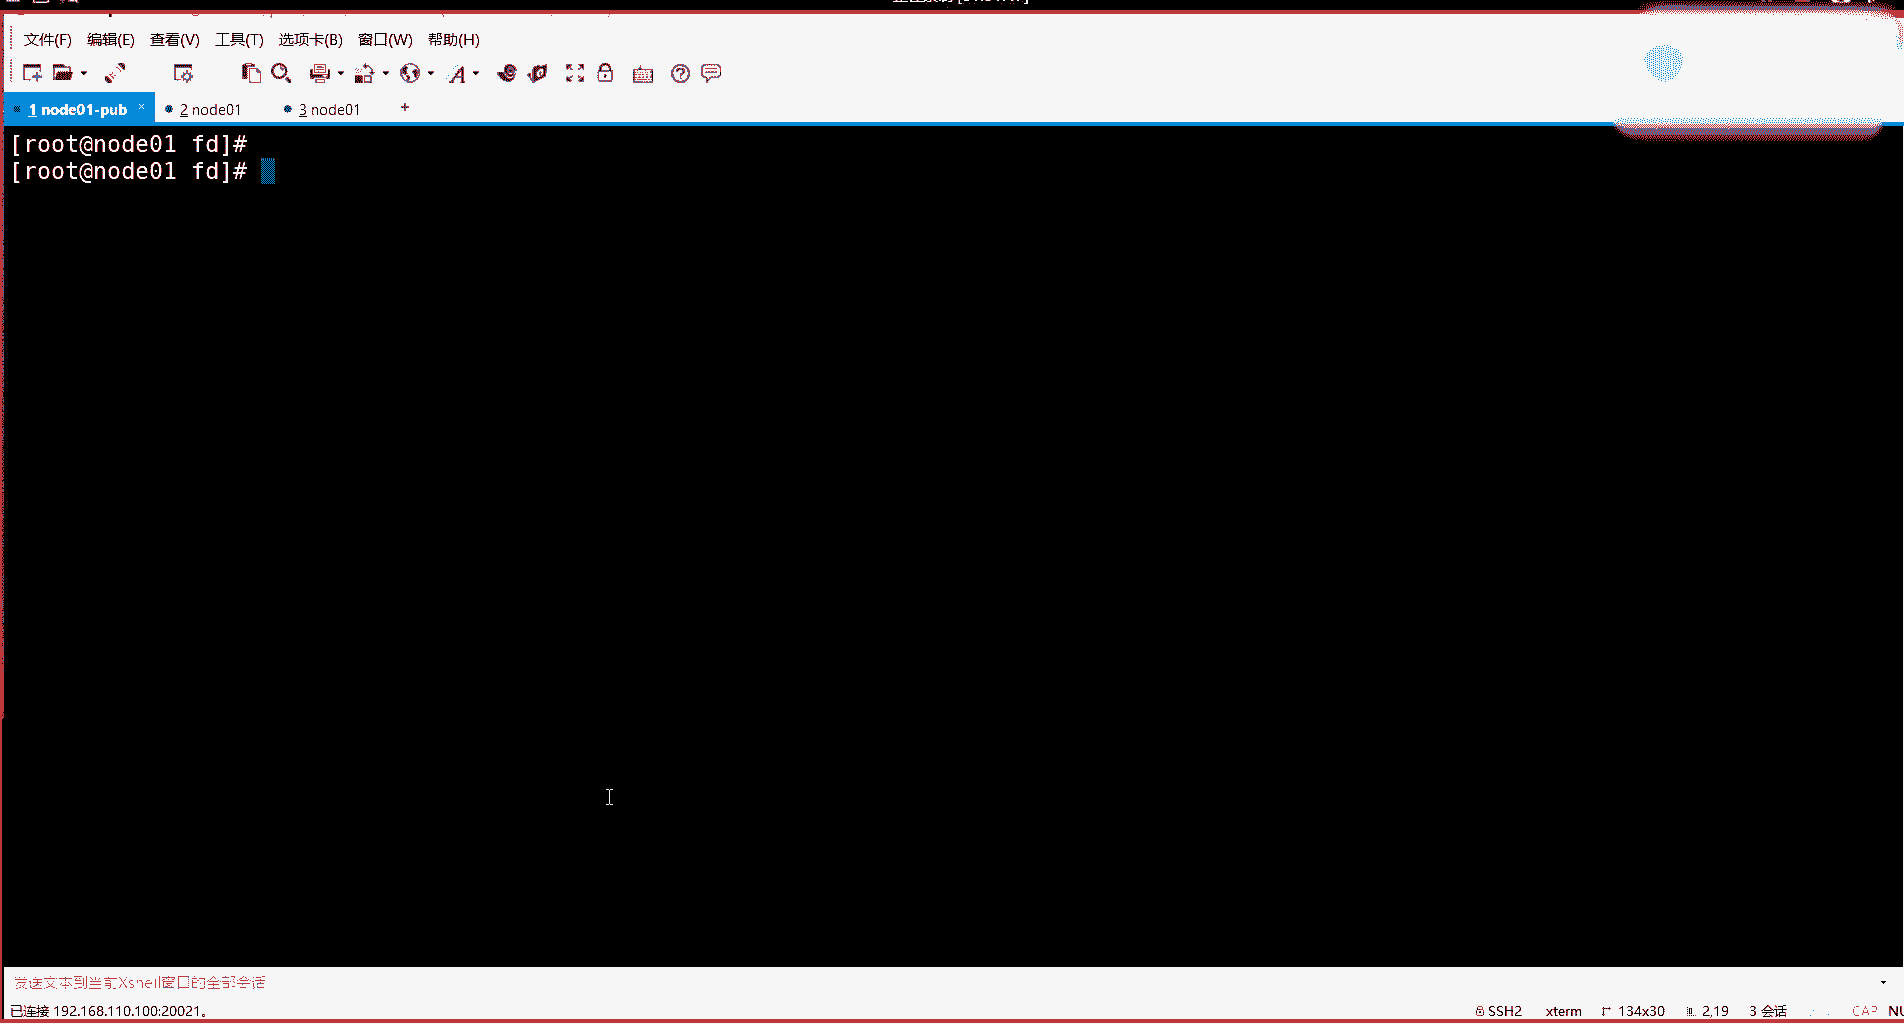 文件(F) 编辑(E) 查看(V) 工具(T) 选项卡(B) 窗口(W) 帮助(H)
1 node01-pub × 2 node01 3 node01 +
[root@node01 fd]#
[root@node01 fd]#
发送文本到当前Xshell窗口的全部会话
已连接 192.168.110.100:20021。 SSH2 xterm 134x30 2,19 3 会话 CAP